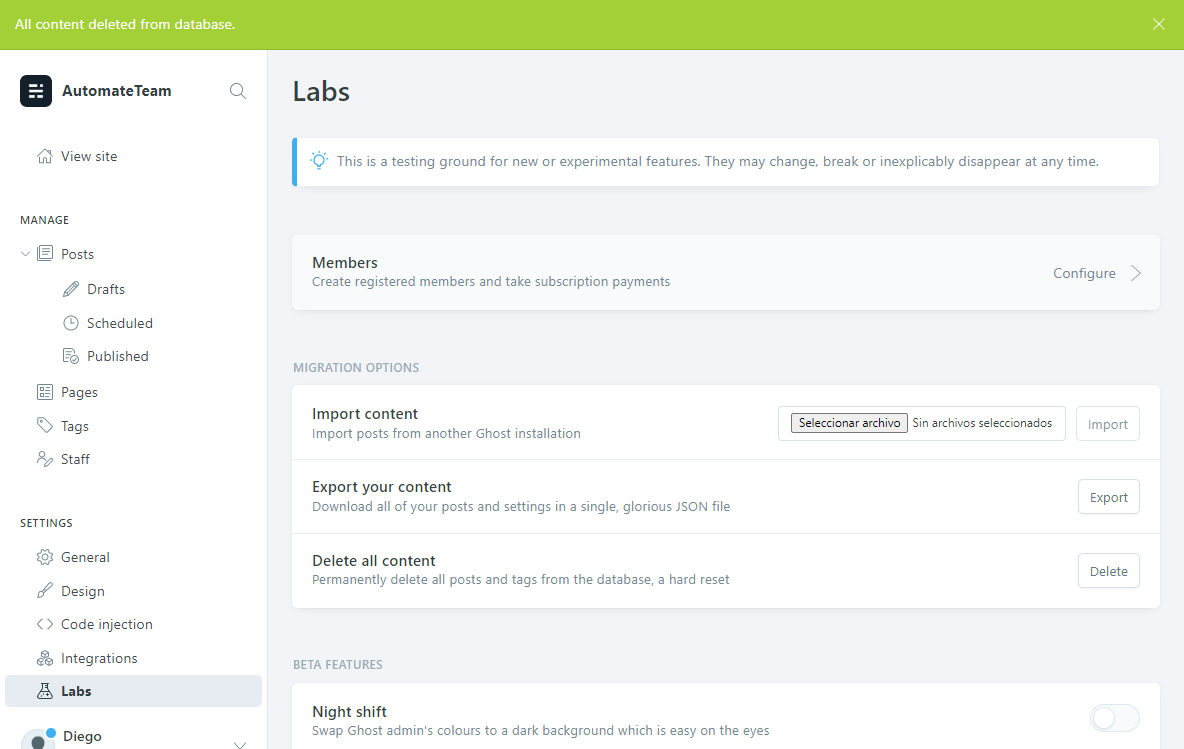 All content deleted from database.
AutomateTeam
View site
MANAGE
Posts
Drafts
Scheduled
Published
Pages
Tags
Staff
SETTINGS
General
Design
Code injection
Integrations
Labs
Diego
Labs
This is a testing ground for new or experimental features. They may change, break or inexplicably disappear at any time.
Members
Create registered members and take subscription payments
Configure
MIGRATION OPTIONS
Import content
Import posts from another Ghost installation
Seleccionar archivo Sin archivos seleccionados
Import
Export your content
Download all of your posts and settings in a single, glorious JSON file
Export
Delete all content
Permanently delete all posts and tags from the database, a hard reset
Delete
BETA FEATURES
Night shift
Swap Ghost admin's colours to a dark background which is easy on the eyes